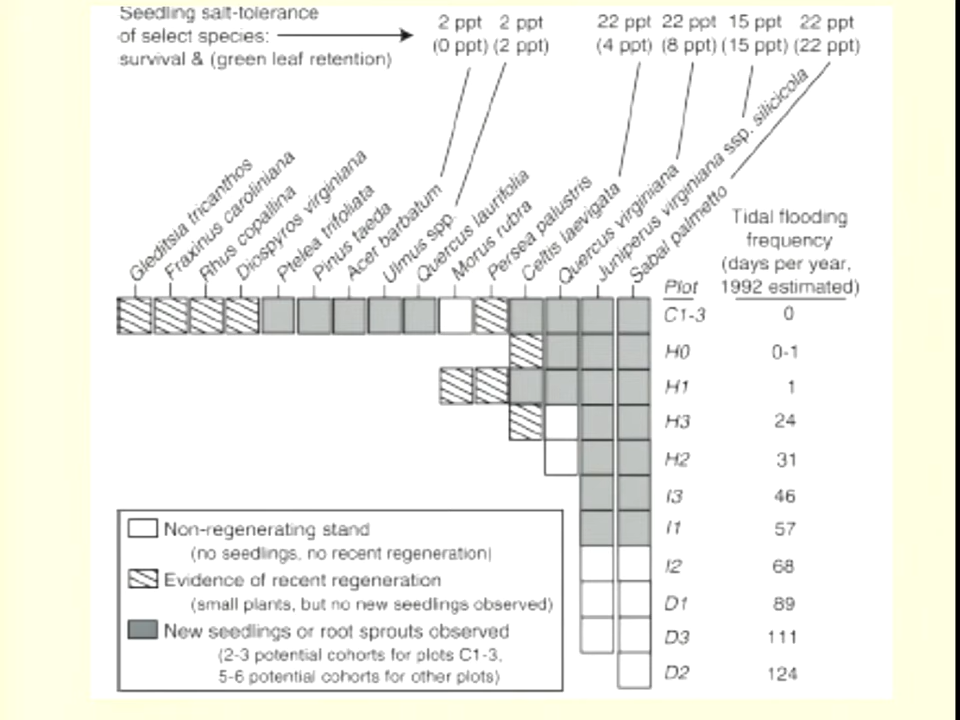 Seedling salt-tolerance
of select species:
survival & (green leaf retention)
2 ppt 2 ppt 22 ppt 22 ppt 15 ppt 22 ppt
(0 ppt) (2 ppt) (4 ppt) (8 ppt) (15 ppt) (22 ppt)
Gleditsia tricanthos
Fraxinus caroliniana
Rhus copallina
Diospyros virginiana
Ptelea trifoliata
Pinus taeda
Acer barbatum
Ulmus spp.
Quercus laurifolia
Morus rubra
Persea palustris
Celtis laevigata
Quercus virginiana
Juniperus virginiana ssp. silicicola
Sabal palmetto
Tidal flooding
frequency
(days per year,
Plot 1992 estimated)
C1-3 0
H0 0-1
H1 1
H3 24
H2 31
I3 46
I1 57
I2 68
D1 89
D3 111
D2 124
Non-regenerating stand
(no seedlings, no recent regeneration)
Evidence of recent regeneration
(small plants, but no new seedlings observed)
New seedlings or root sprouts observed
(2-3 potential cohorts for plots C1-3,
5-6 potential cohorts for other plots)